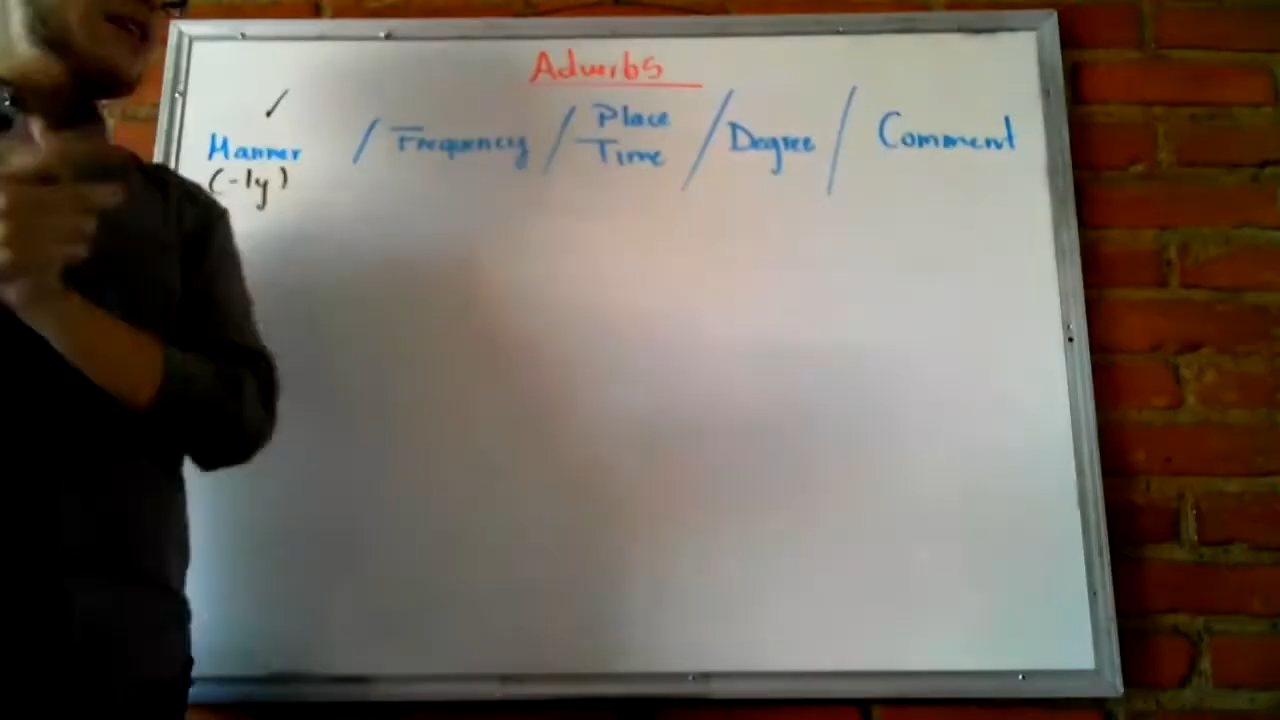 Adverbs
✓
Manner / Frequency / Place Time / Degree / Comment
(-ly)